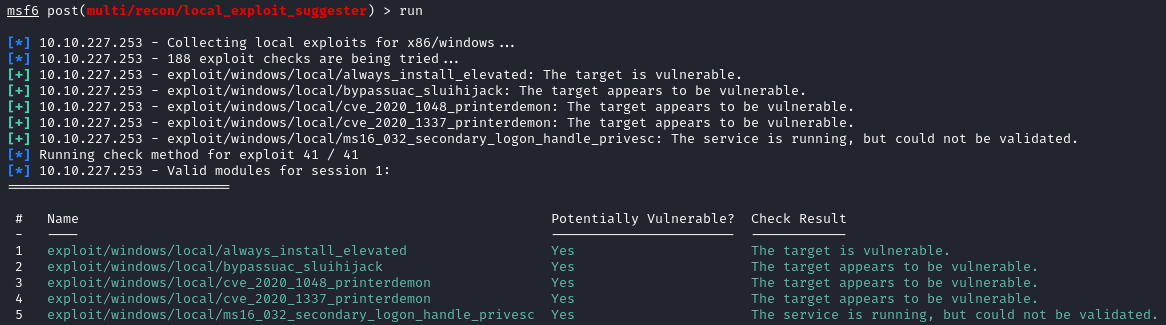 msf6 post(multi/recon/local_exploit_suggester) > run
[*] 10.10.227.253 - Collecting local exploits for x86/windows...
[*] 10.10.227.253 - 188 exploit checks are being tried...
[+] 10.10.227.253 - exploit/windows/local/always_install_elevated: The target is vulnerable.
[+] 10.10.227.253 - exploit/windows/local/bypassuac_sluihijack: The target appears to be vulnerable.
[+] 10.10.227.253 - exploit/windows/local/cve_2020_1048_printerdemon: The target appears to be vulnerable.
[+] 10.10.227.253 - exploit/windows/local/cve_2020_1337_printerdemon: The target appears to be vulnerable.
[+] 10.10.227.253 - exploit/windows/local/ms16_032_secondary_logon_handle_privesc: The service is running, but could not be validated.
[*] Running check method for exploit 41 / 41
[*] 10.10.227.253 - Valid modules for session 1:
============================
# Name Potentially Vulnerable? Check Result
- ---- ----------------------- ------------
1 exploit/windows/local/always_install_elevated Yes The target is vulnerable.
2 exploit/windows/local/bypassuac_sluihijack Yes The target appears to be vulnerable.
3 exploit/windows/local/cve_2020_1048_printerdemon Yes The target appears to be vulnerable.
4 exploit/windows/local/cve_2020_1337_printerdemon Yes The target appears to be vulnerable.
5 exploit/windows/local/ms16_032_secondary_logon_handle_privesc Yes The service is running, but could not be validated.